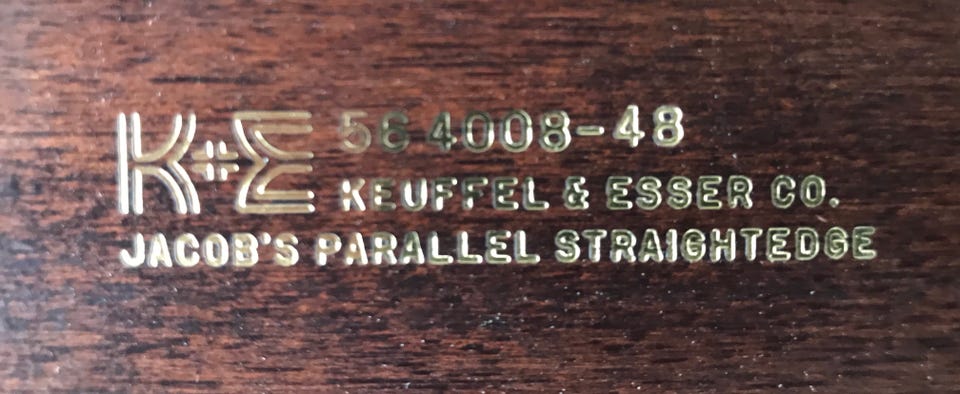 K+E 56 4008-48
KEUFFEL & ESSER CO.
JACOB'S PARALLEL STRAIGHTEDGE